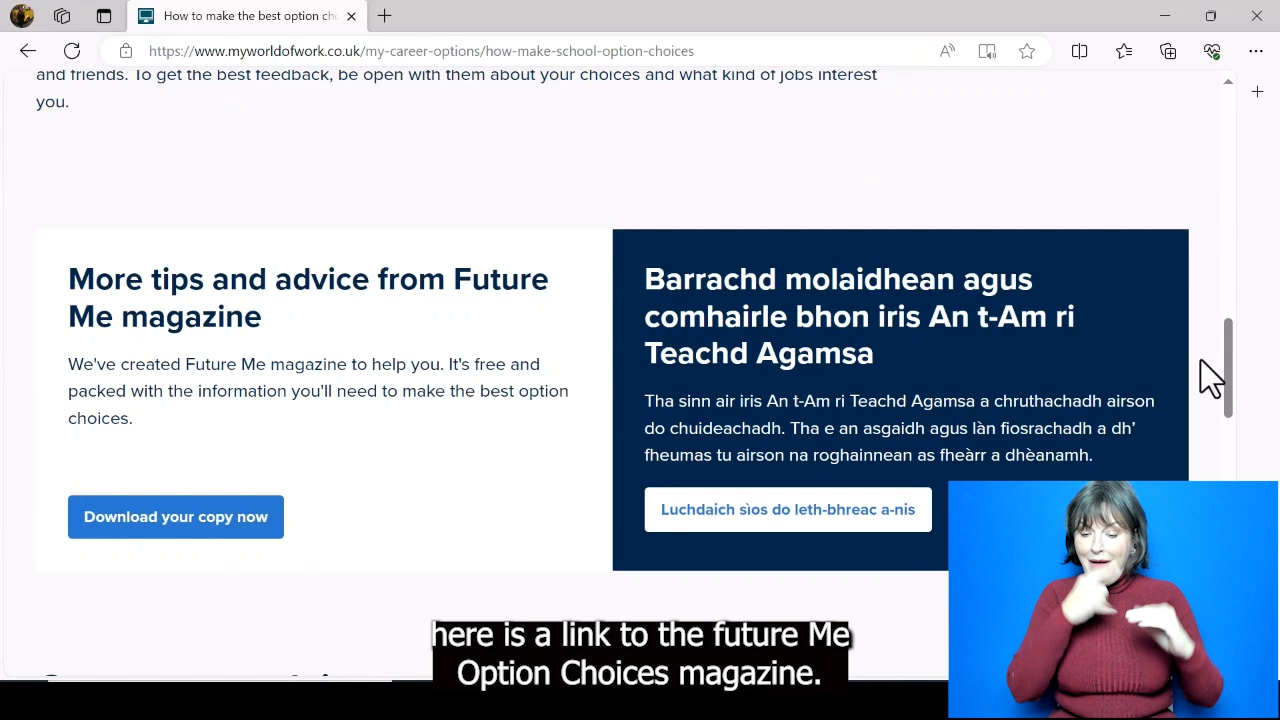 How to make the best option ch
https://www.myworldofwork.co.uk/my-career-options/how-make-school-option-choices
and friends. To get the best feedback, be open with them about your choices and what kind of jobs interest
you.
More tips and advice from Future
Me magazine
We've created Future Me magazine to help you. It's free and
packed with the information you'll need to make the best option
choices.
Download your copy now
Barrachd molaidhean agus
comhairle bhon iris An t-Am ri
Teachd Agamsa
Tha sinn air iris An t-Am ri Teachd Agamsa a chruthachadh airson
do chuideachadh. Tha e an asgaidh agus làn fiosrachadh a dh’
fheumas tu airson na roghainnean as fheàrr a dhèanamh.
Luchdaich sìos do leth-bhreac a-nis
here is a link to the future Me
Option Choices magazine.